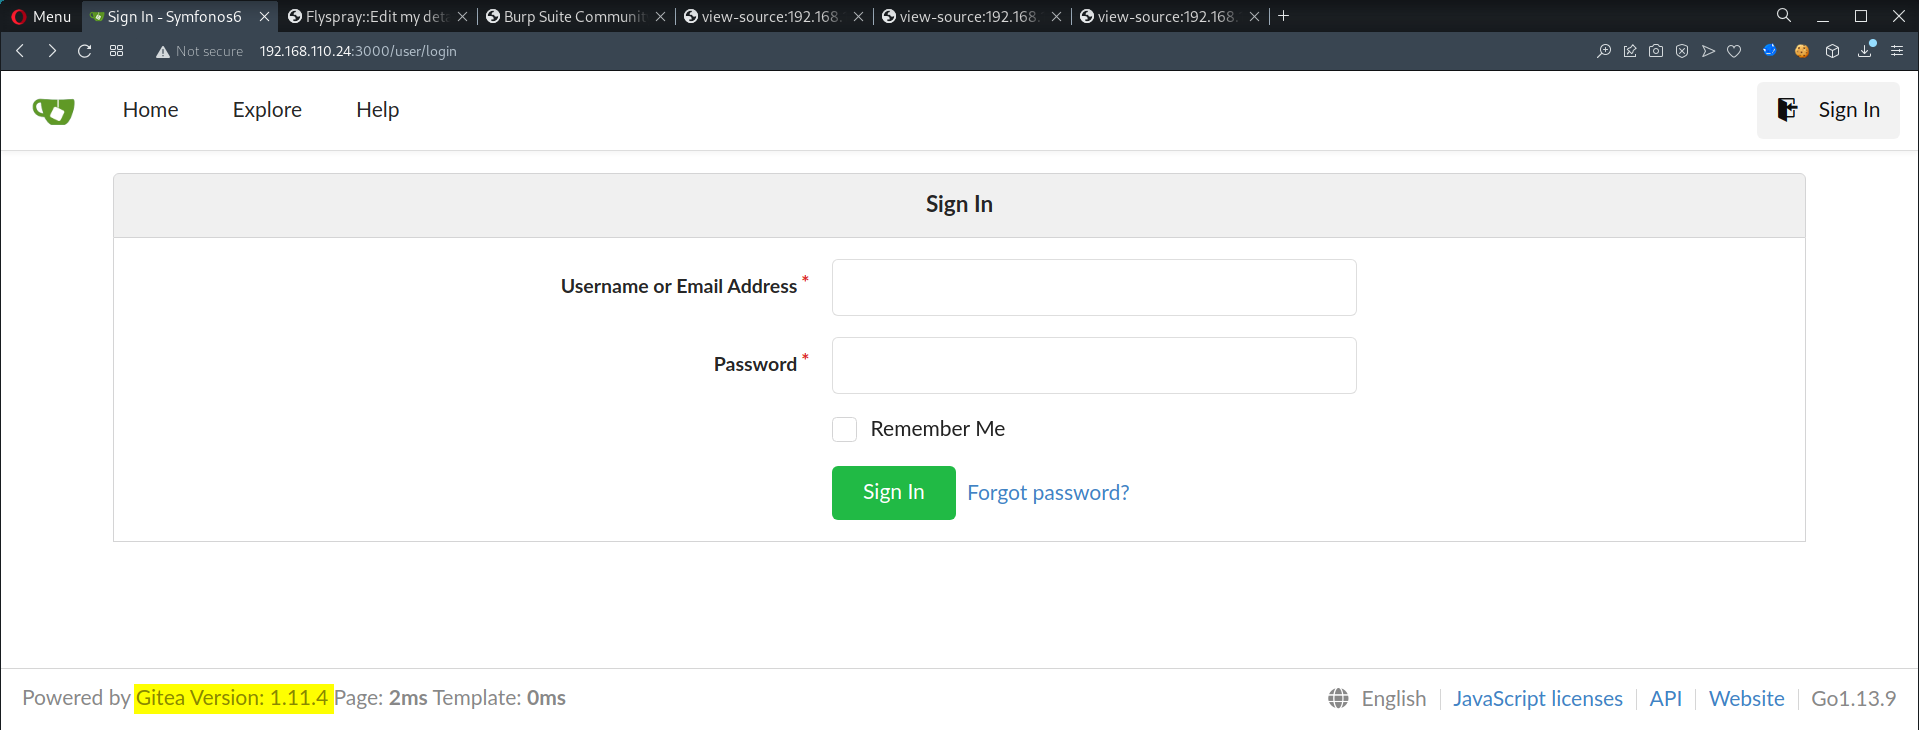 Menu Sign In - Symfonos6 Flyspray::Edit my deta Burp Suite Communit view-source:192.168. view-source:192.168. view-source:192.168.
Not secure 192.168.110.24:3000/user/login
Home Explore Help Sign In
Sign In
Username or Email Address *
Password *
Remember Me
Sign In Forgot password?
Powered by Gitea Version: 1.11.4 Page: 2ms Template: 0ms English JavaScript licenses API Website Go1.13.9